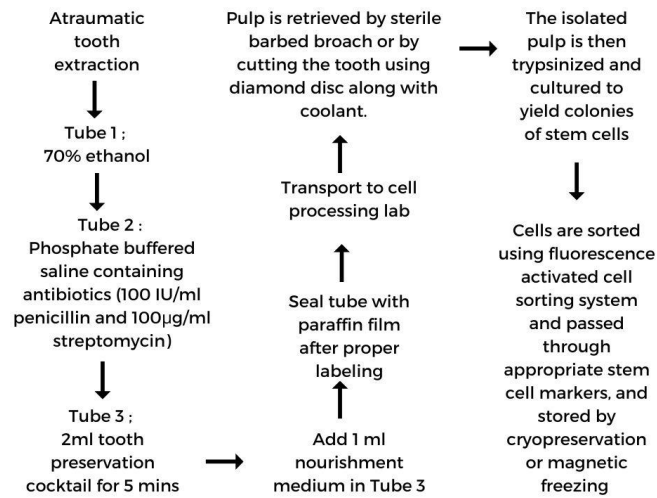 Atraumatic
tooth
extraction
Tube 1 ;
70% ethanol
Tube 2 :
Phosphate buffered
saline containing
antibiotics (100 IU/ml
penicillin and 100µg/ml
streptomycin)
Tube 3 ;
2ml tooth
preservation
cocktail for 5 mins
Add 1 ml
nourishment
medium in Tube 3
Seal tube with
paraffin film
after proper
labeling
Transport to cell
processing lab
Pulp is retrieved by sterile
barbed broach or by
cutting the tooth using
diamond disc along with
coolant.
The isolated
pulp is then
trypsinized and
cultured to
yield colonies
of stem cells
Cells are sorted
using fluorescence
activated cell
sorting system
and passed
through
appropriate stem
cell markers, and
stored by
cryopreservation
or magnetic
freezing